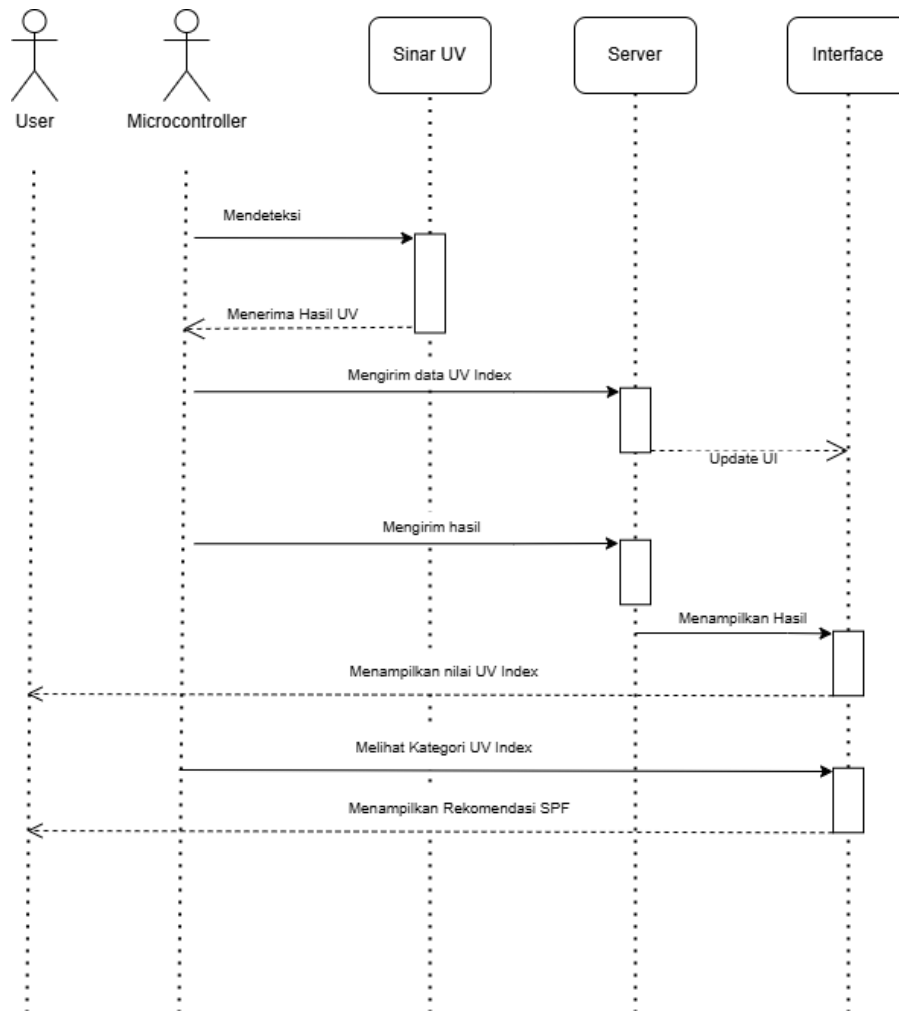 Sinar UV
Server
Interface
User
Microcontroller
Mendeteksi
Menerima Hasil UV
Mengirim data UV Index
Update UI
Mengirim hasil
Menampilkan Hasil
Menampilkan nilai UV Index
Melihat Kategori UV Index
Menampilkan Rekomendasi SPF